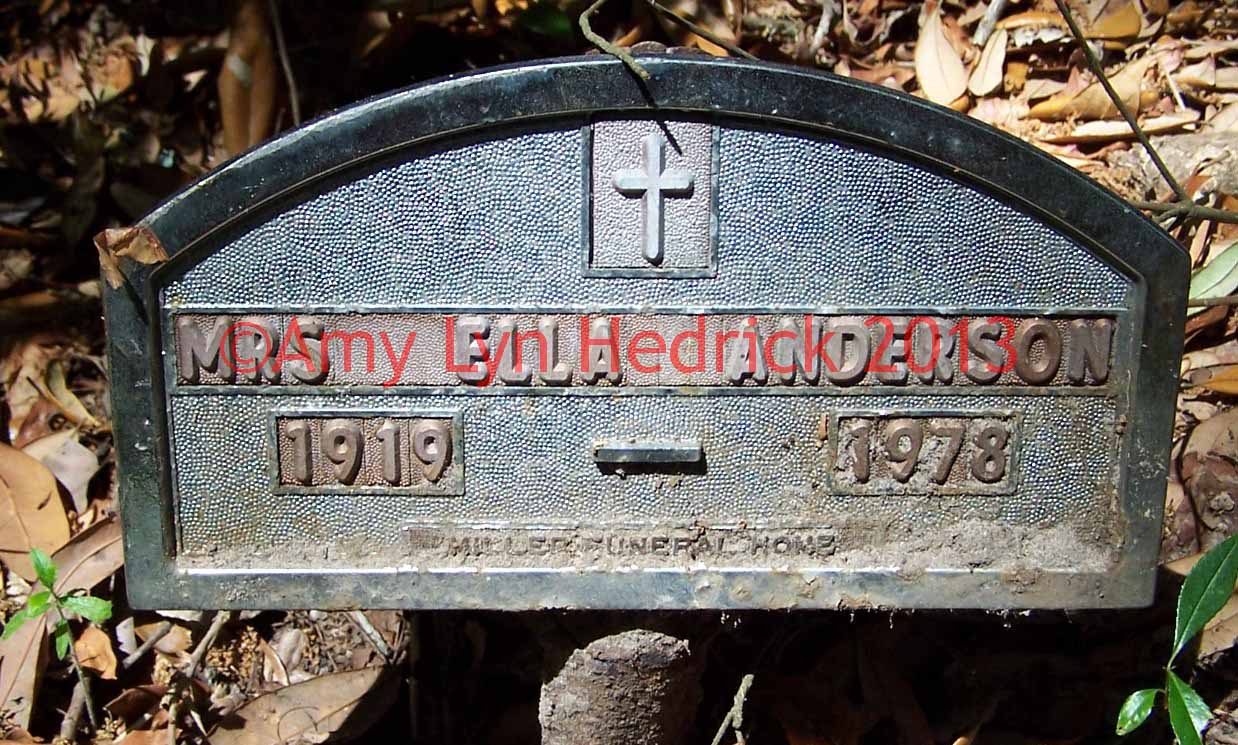 MRS ELLA ANDERSON
©Amy Lyn Hedrick 2013
1919 — 1978
MILLER FUNERAL HOME